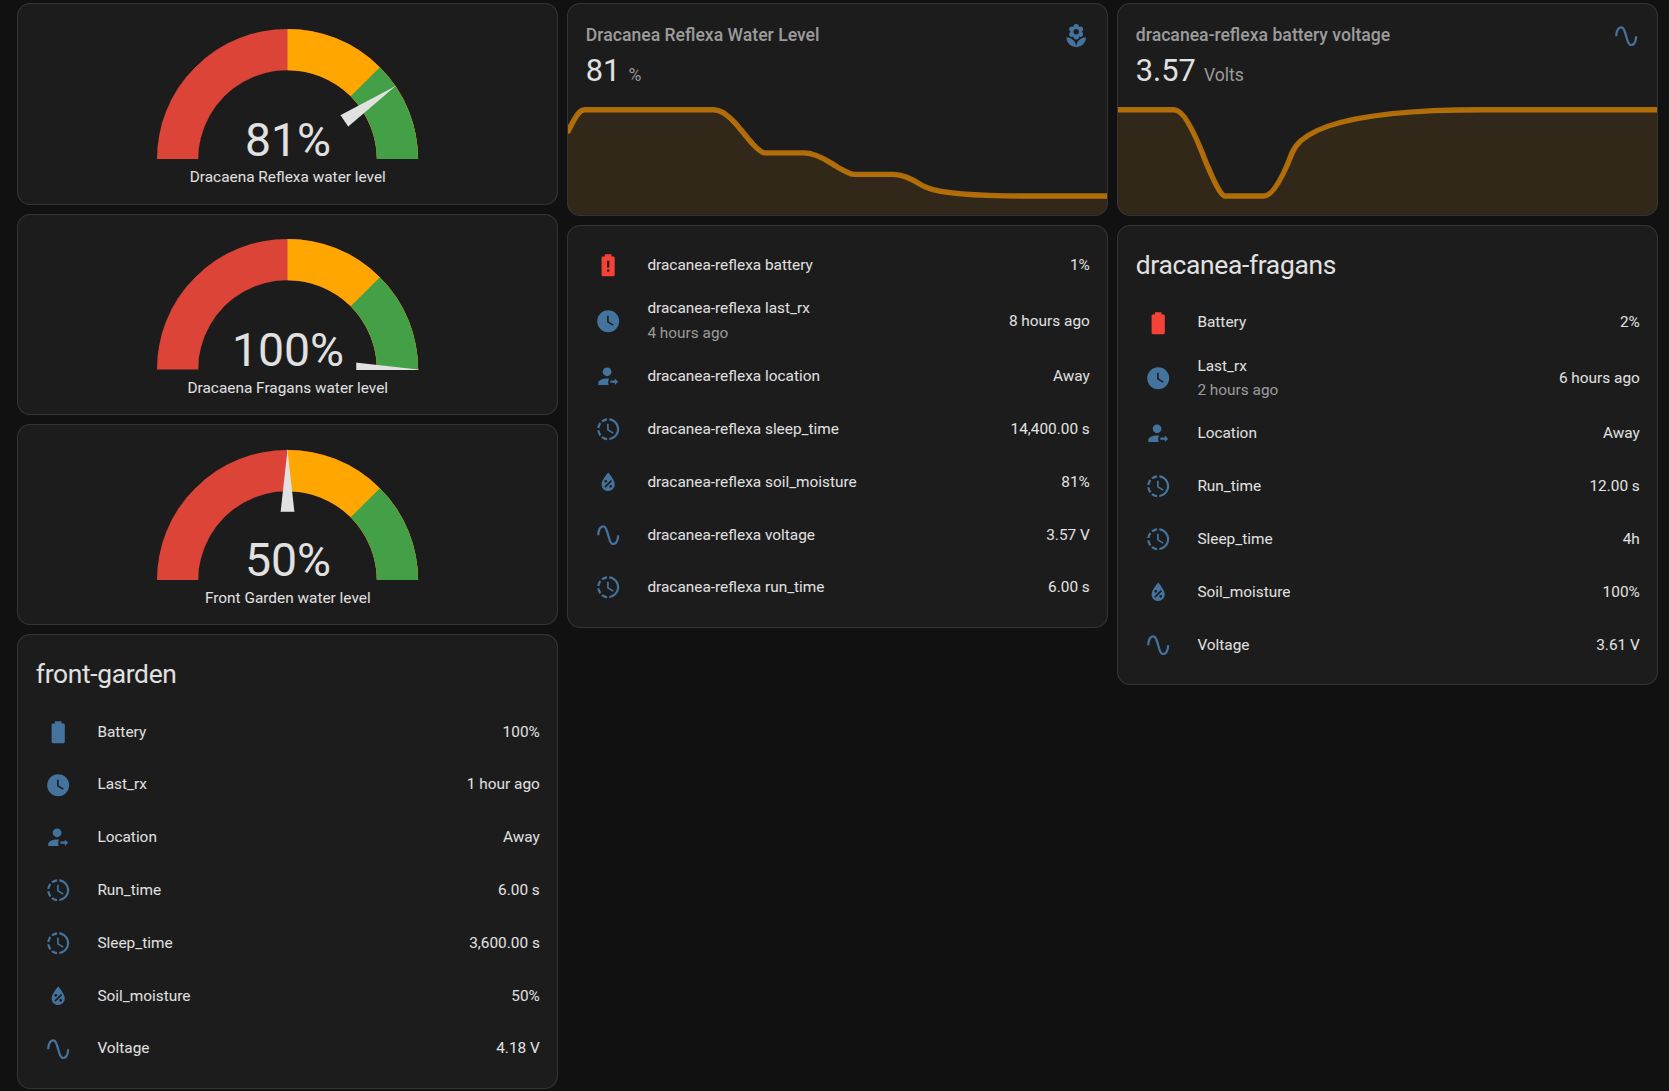 81%
Dracaena Reflexa water level
100%
Dracaena Fragans water level
50%
Front Garden water level
front-garden
Battery 100%
Last_rx 1 hour ago
Location Away
Run_time 6.00 s
Sleep_time 3,600.00 s
Soil_moisture 50%
Voltage 4.18 V
Dracanea Reflexa Water Level
81 %
dracanea-reflexa battery 1%
dracanea-reflexa last_rx 8 hours ago
4 hours ago
dracanea-reflexa location Away
dracanea-reflexa sleep_time 14,400.00 s
dracanea-reflexa soil_moisture 81%
dracanea-reflexa voltage 3.57 V
dracanea-reflexa run_time 6.00 s
dracanea-reflexa battery voltage
3.57 Volts
dracanea-fragans
Battery 2%
Last_rx 6 hours ago
2 hours ago
Location Away
Run_time 12.00 s
Sleep_time 4h
Soil_moisture 100%
Voltage 3.61 V